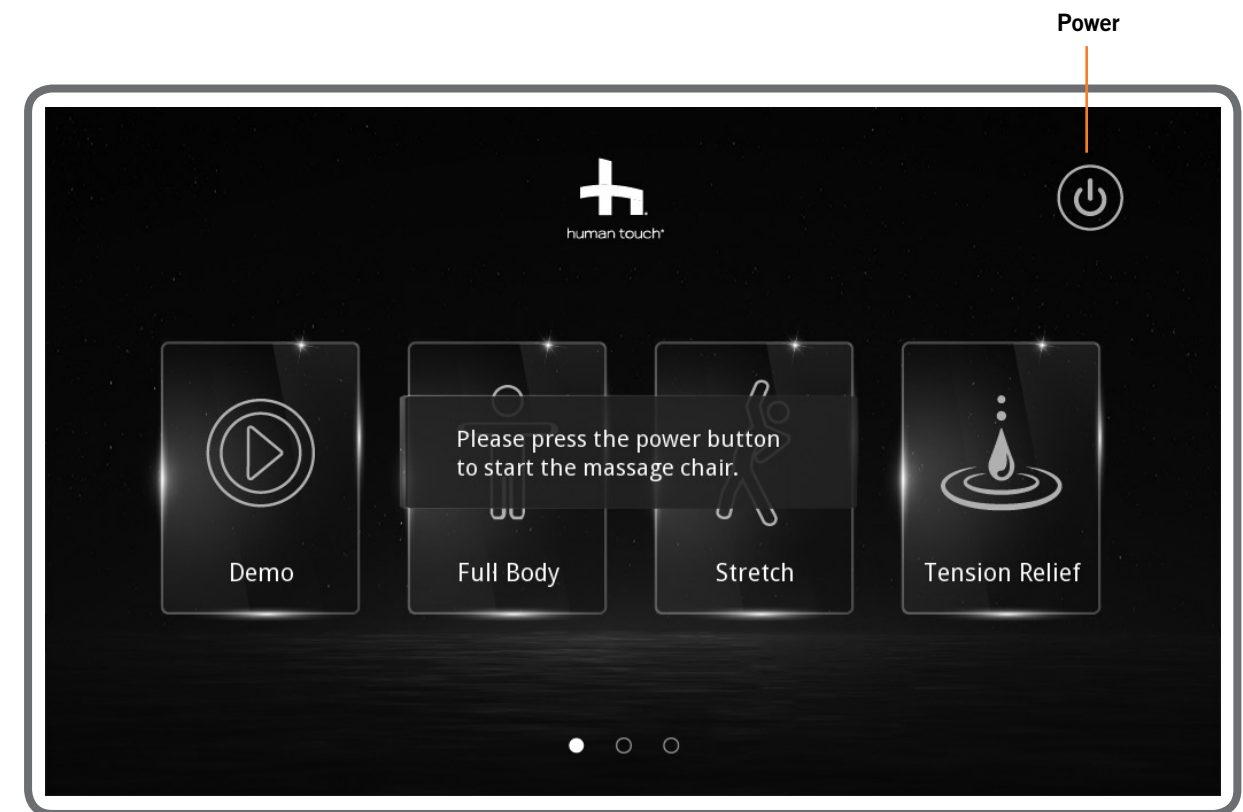 Power
human touch®
Please press the power button
to start the massage chair.
Demo
Full Body
Stretch
Tension Relief